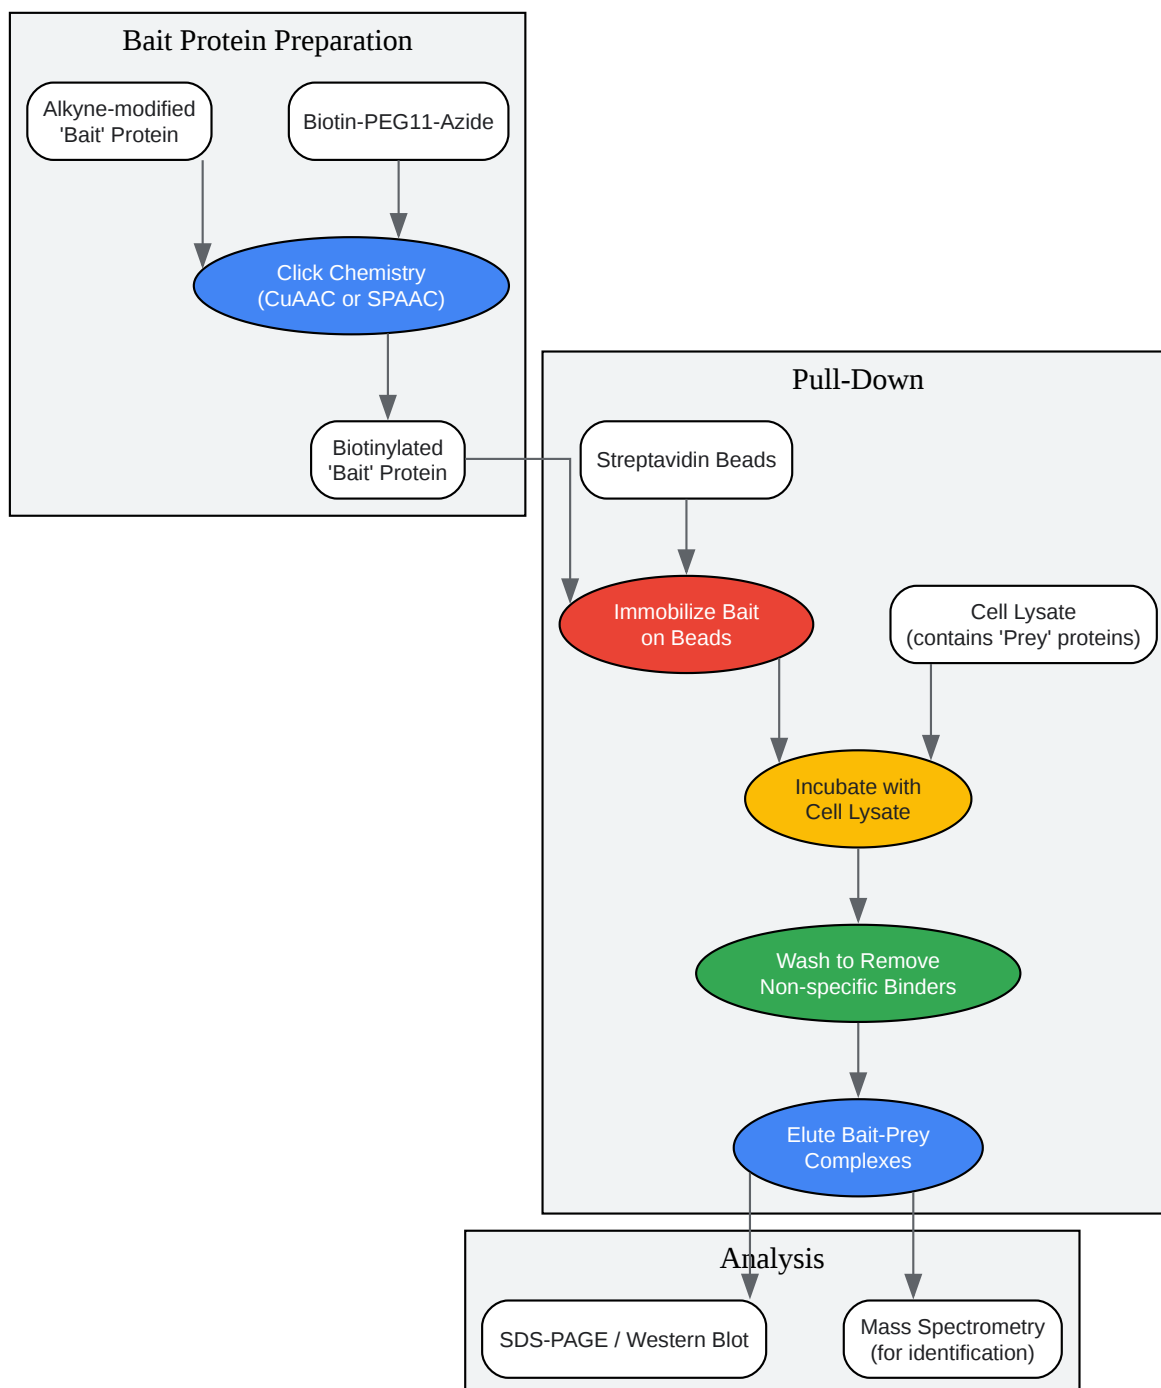 Bait Protein Preparation
Alkyne-modified
'Bait' Protein
Biotin-PEG11-Azide
Click Chemistry
(CuAAC or SPAAC)
Biotinylated
'Bait' Protein
Pull-Down
Streptavidin Beads
Immobilize Bait
on Beads
Cell Lysate
(contains 'Prey' proteins)
Incubate with
Cell Lysate
Wash to Remove
Non-specific Binders
Elute Bait-Prey
Complexes
Analysis
SDS-PAGE / Western Blot
Mass Spectrometry
(for identification)